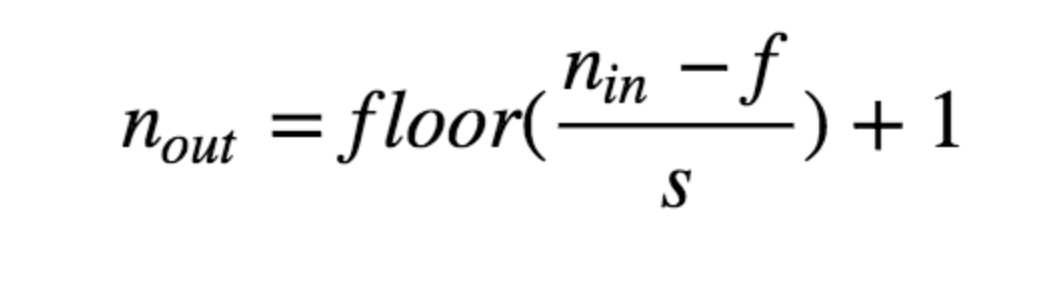 n_out = floor((n_in − f) / s) + 1